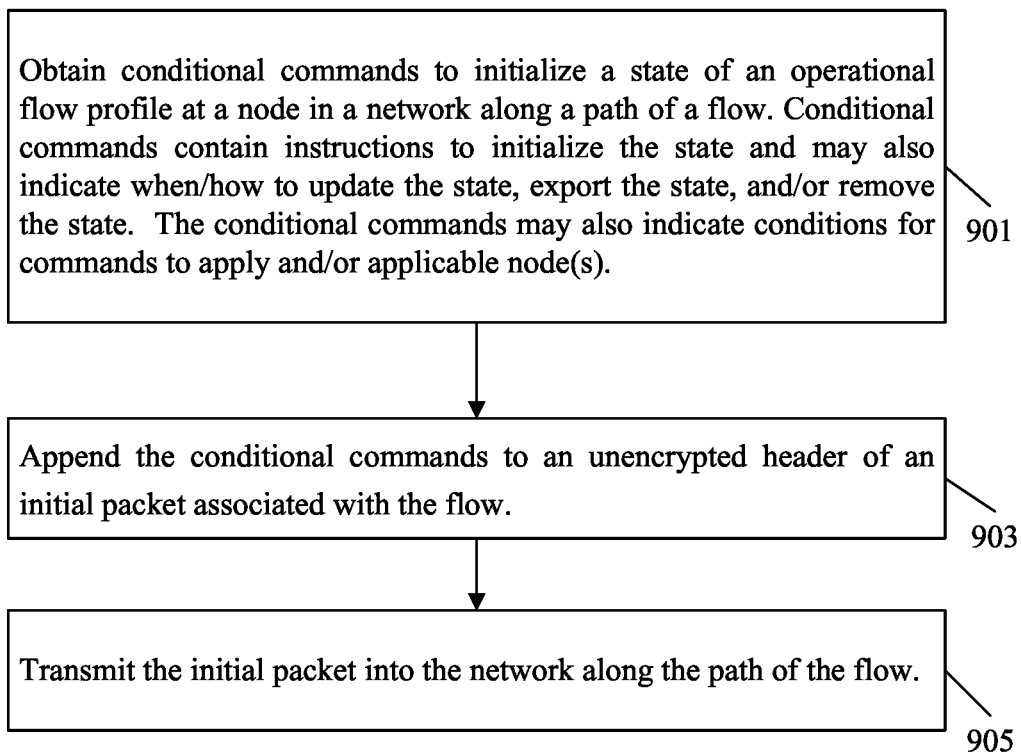 Obtain conditional commands to initialize a state of an operational
flow profile at a node in a network along a path of a flow. Conditional
commands contain instructions to initialize the state and may also
indicate when/how to update the state, export the state, and/or remove
the state. The conditional commands may also indicate conditions for
commands to apply and/or applicable node(s).
901
Append the conditional commands to an unencrypted header of an
initial packet associated with the flow.
903
Transmit the initial packet into the network along the path of the flow.
905